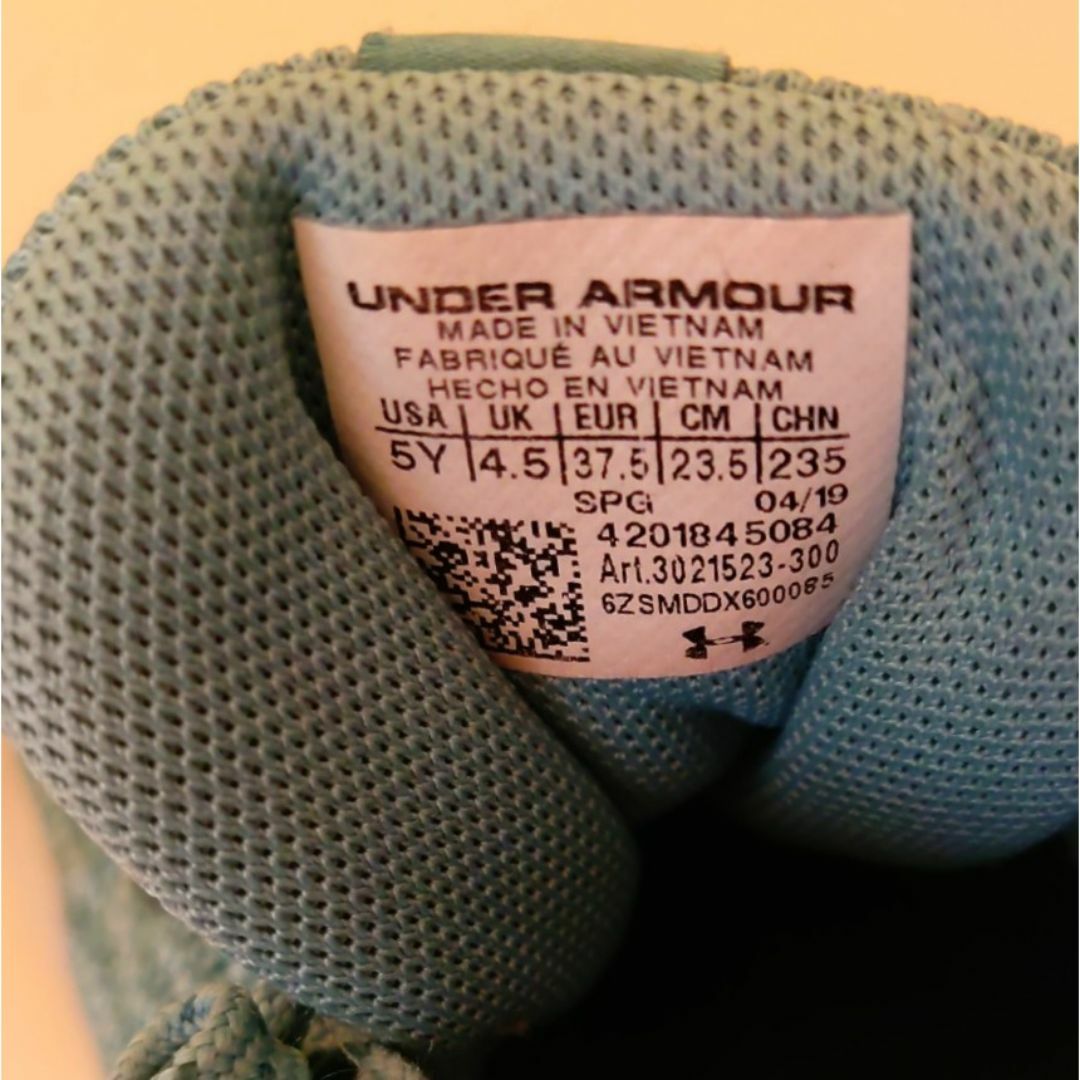 UNDER ARMOUR
MADE IN VIETNAM
FABRIQUÉ AU VIETNAM
HECHO EN VIETNAM
USA | UK | EUR | CM | CHN
5Y | 4.5 | 37.5 | 23.5 | 235
SPG 04/19
4201845084
Art.3021523-300
6ZSMDDX600085